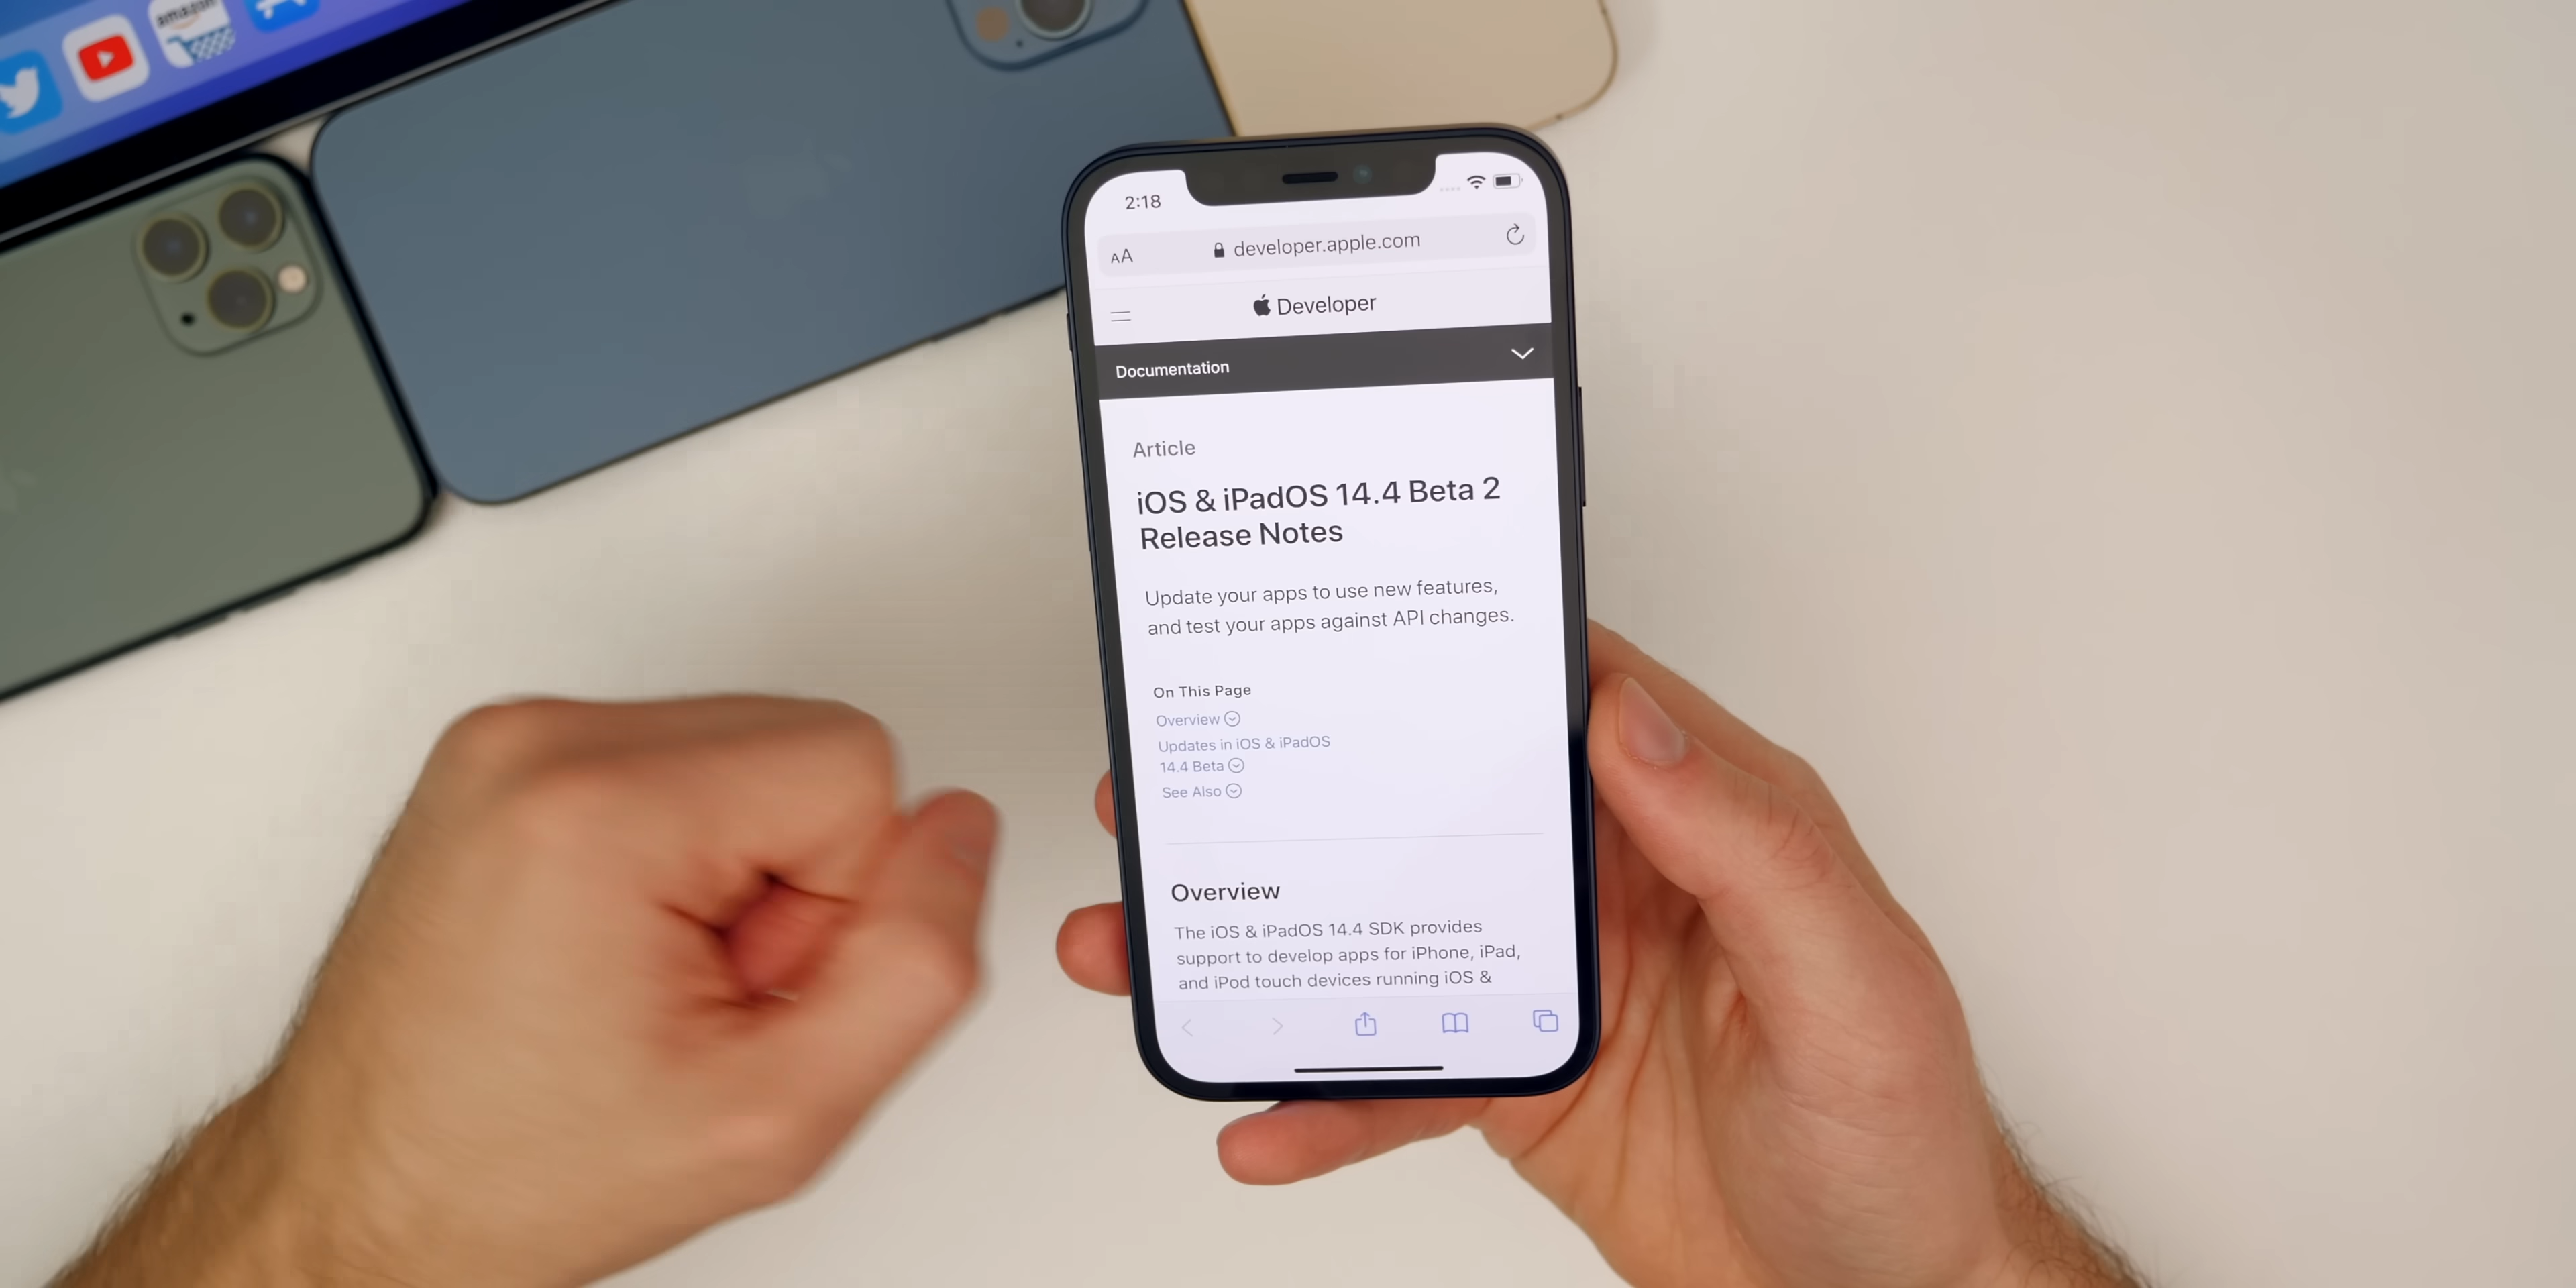 amazon
2:18
AA
developer.apple.com
Developer
Documentation
Article
iOS & iPadOS 14.4 Beta 2
Release Notes
Update your apps to use new features,
and test your apps against API changes.
On This Page
Overview
Updates in iOS & iPadOS
14.4 Beta
See Also
Overview
The iOS & iPadOS 14.4 SDK provides
support to develop apps for iPhone, iPad,
and iPod touch devices running iOS &